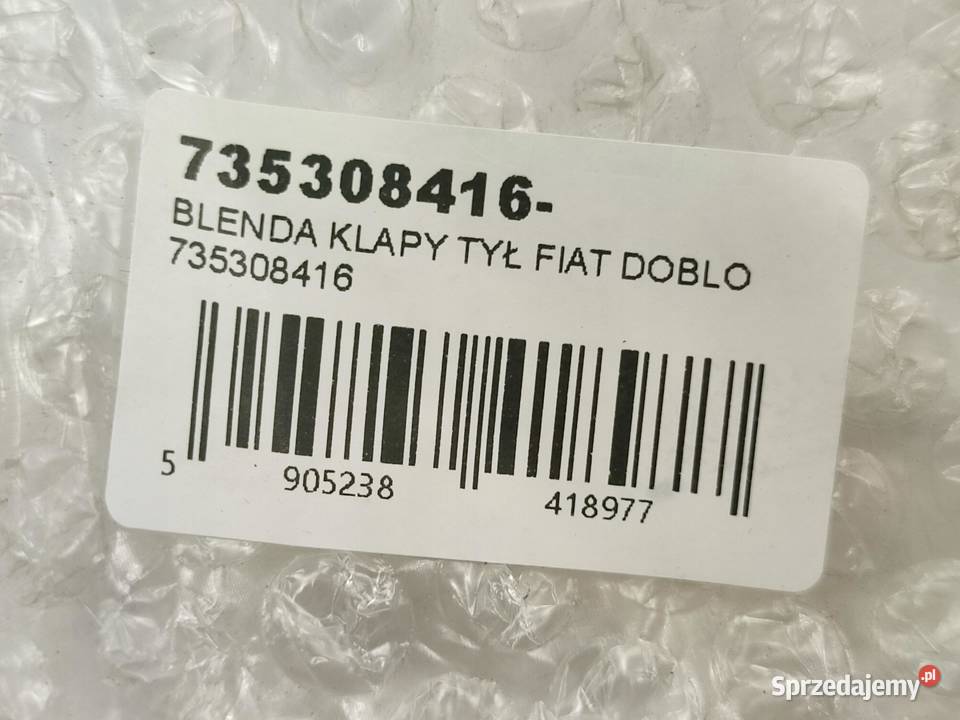 735308416-
BLENDA KLAPY TYŁ FIAT DOBLO
735308416
5 905238 418977
Sprzedajemy.pl